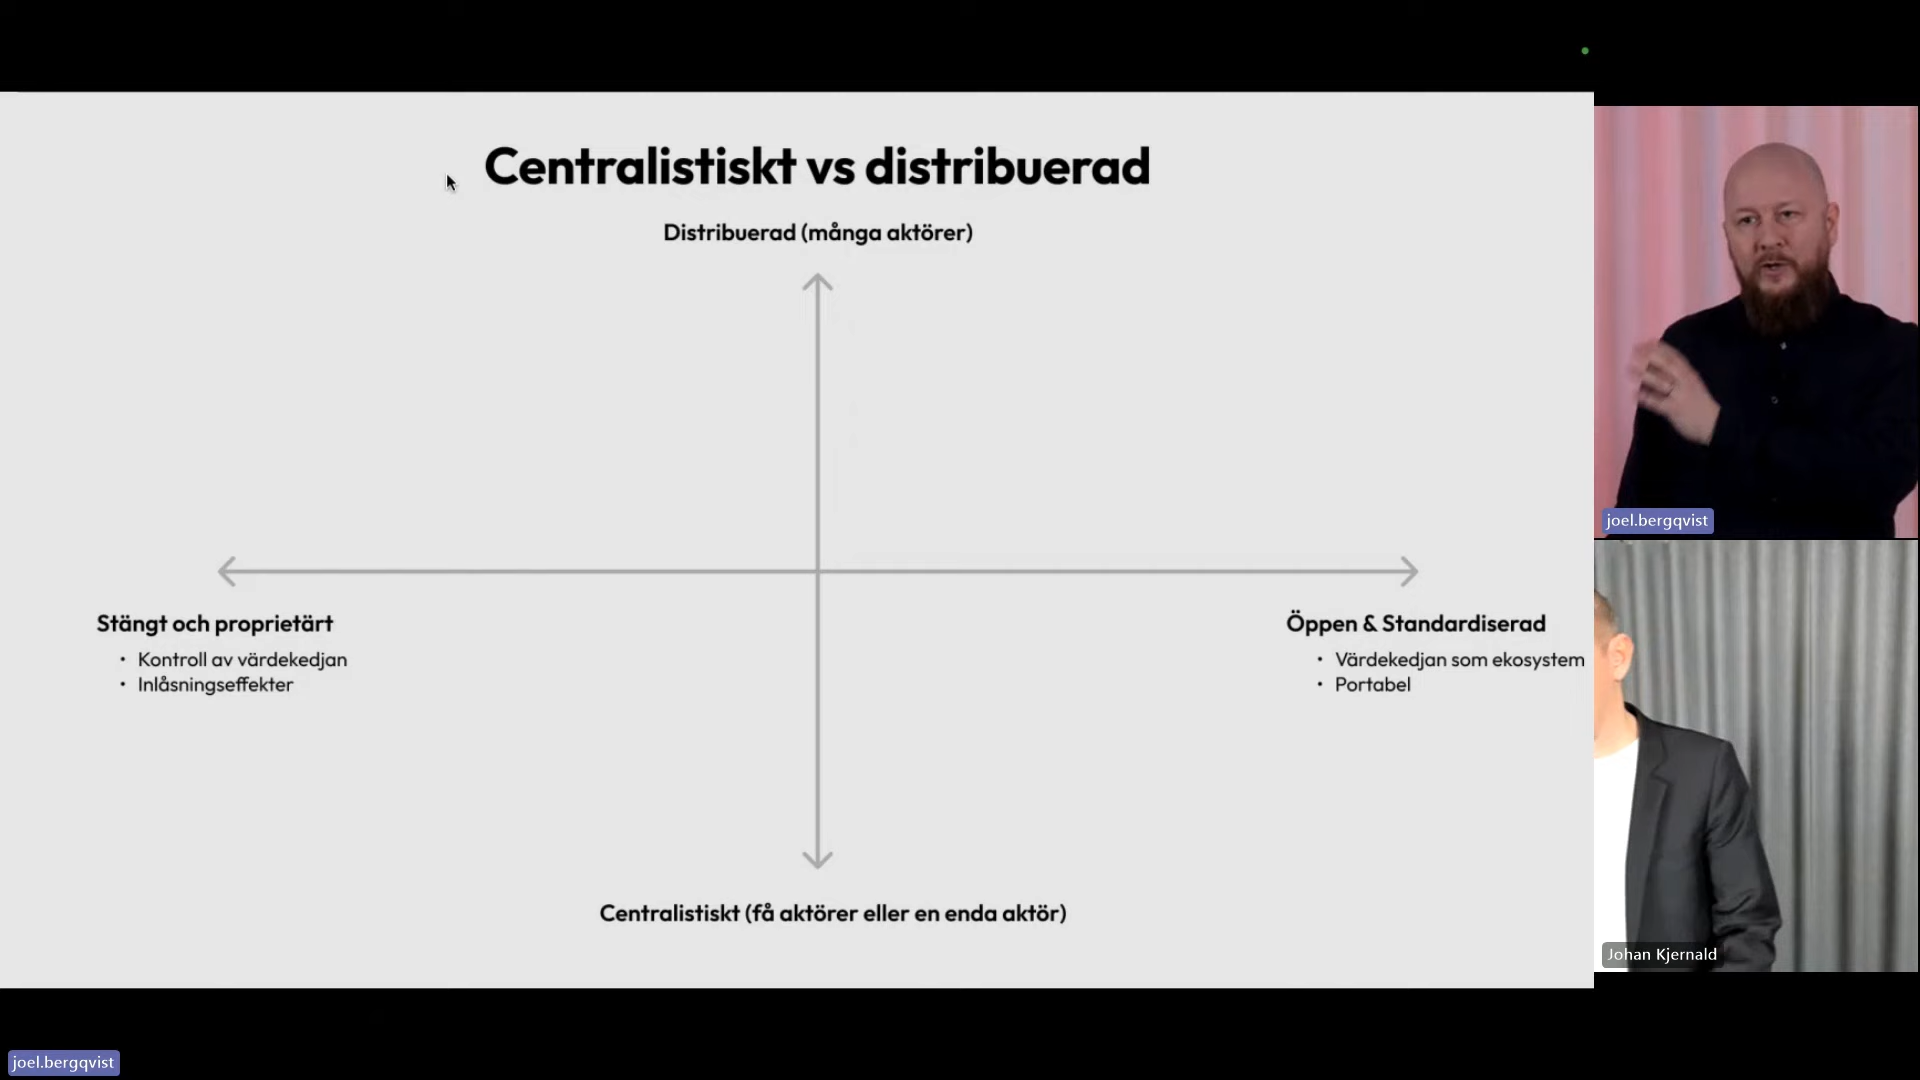 Centralistiskt vs distribuerad
Distribuerad (många aktörer)
Stängt och proprietärt
• Kontroll av värdekedjan
• Inlåsningseffekter
Öppen & Standardiserad
• Värdekedjan som ekosystem
• Portabel
Centralistiskt (få aktörer eller en enda aktör)
joel.bergqvist
Johan Kjernald
joel.bergqvist